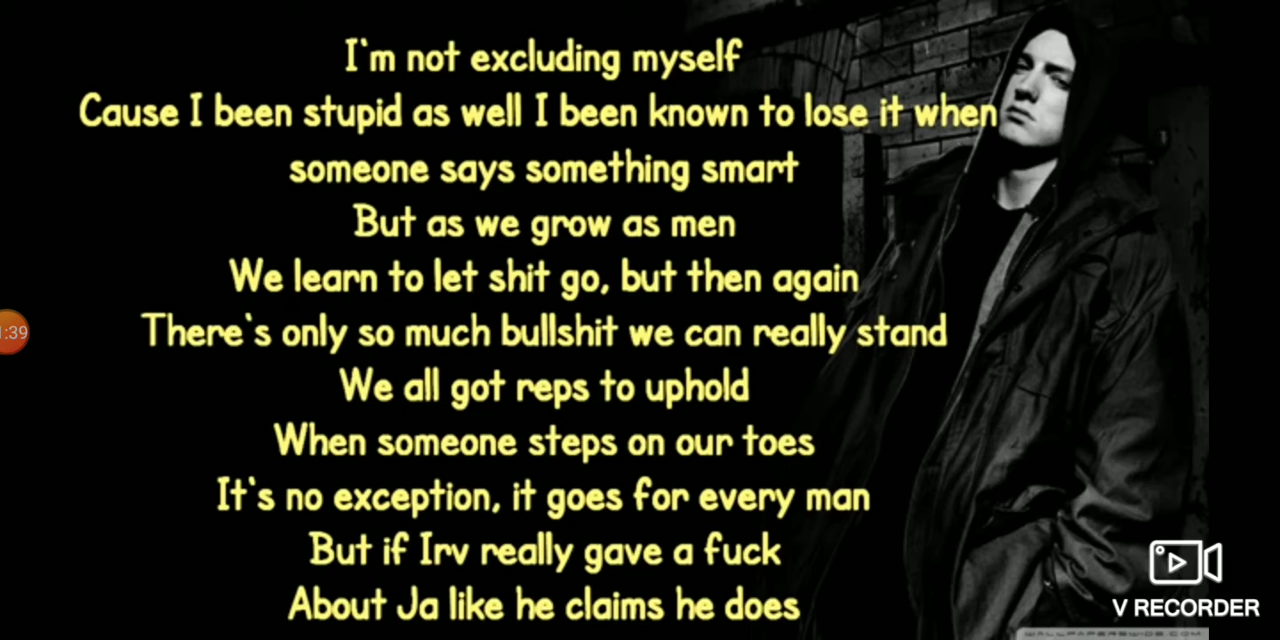 I'm not excluding myself
Cause I been stupid as well I been known to lose it when
someone says something smart
But as we grow as men
We learn to let shit go, but then again
There's only so much bullshit we can really stand
:39
We all got reps to uphold
When someone steps on our toes
It's no exception, it goes for every man
But if Irv really gave a fuck
About Ja like he claims he does
V RECORDER